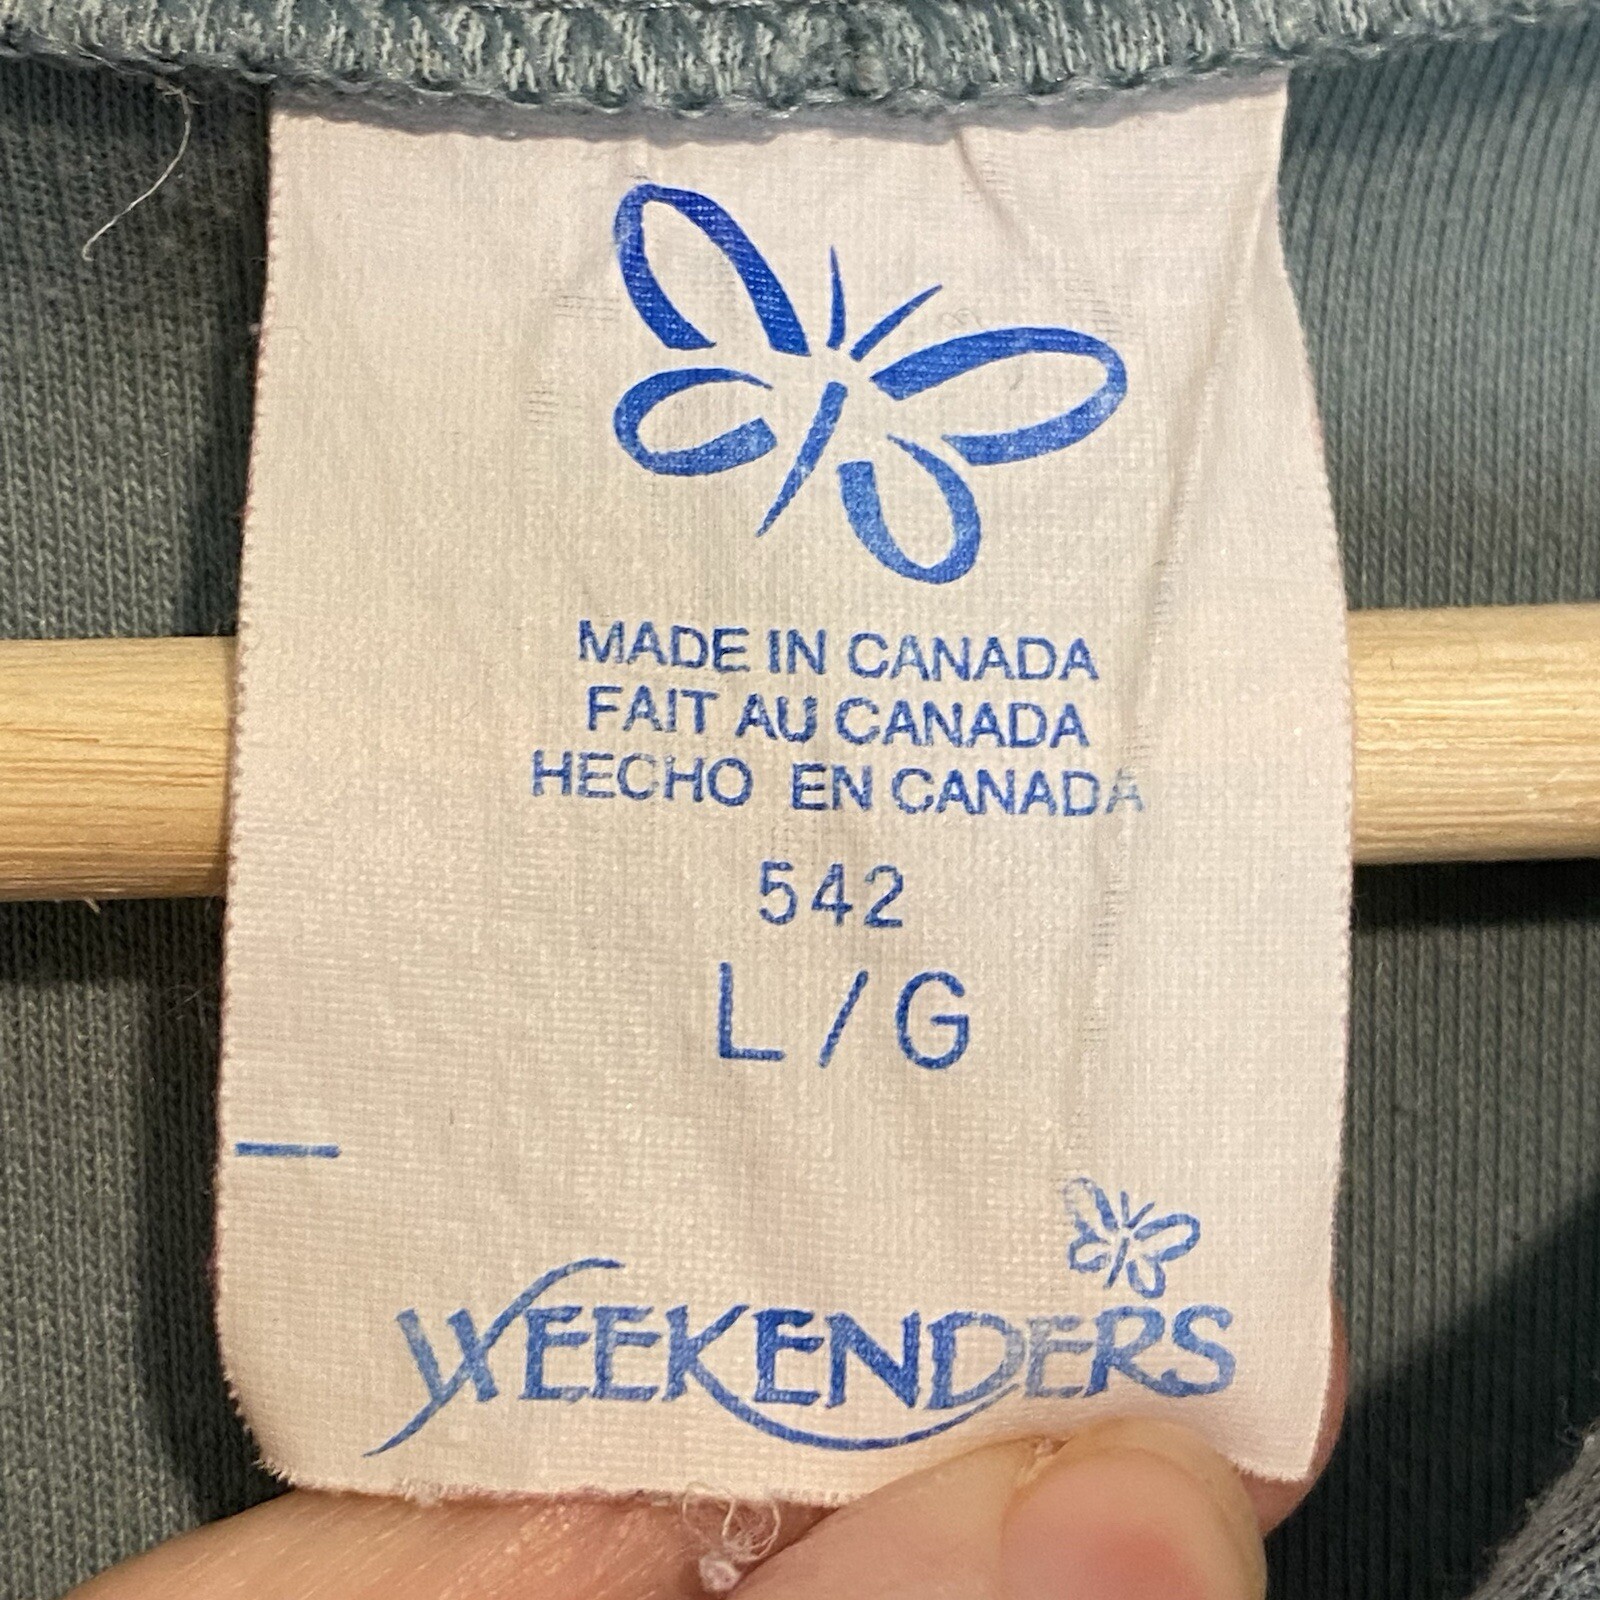 MADE IN CANADA
FAIT AU CANADA
HECHO EN CANADA
542
L / G
WEEKENDERS